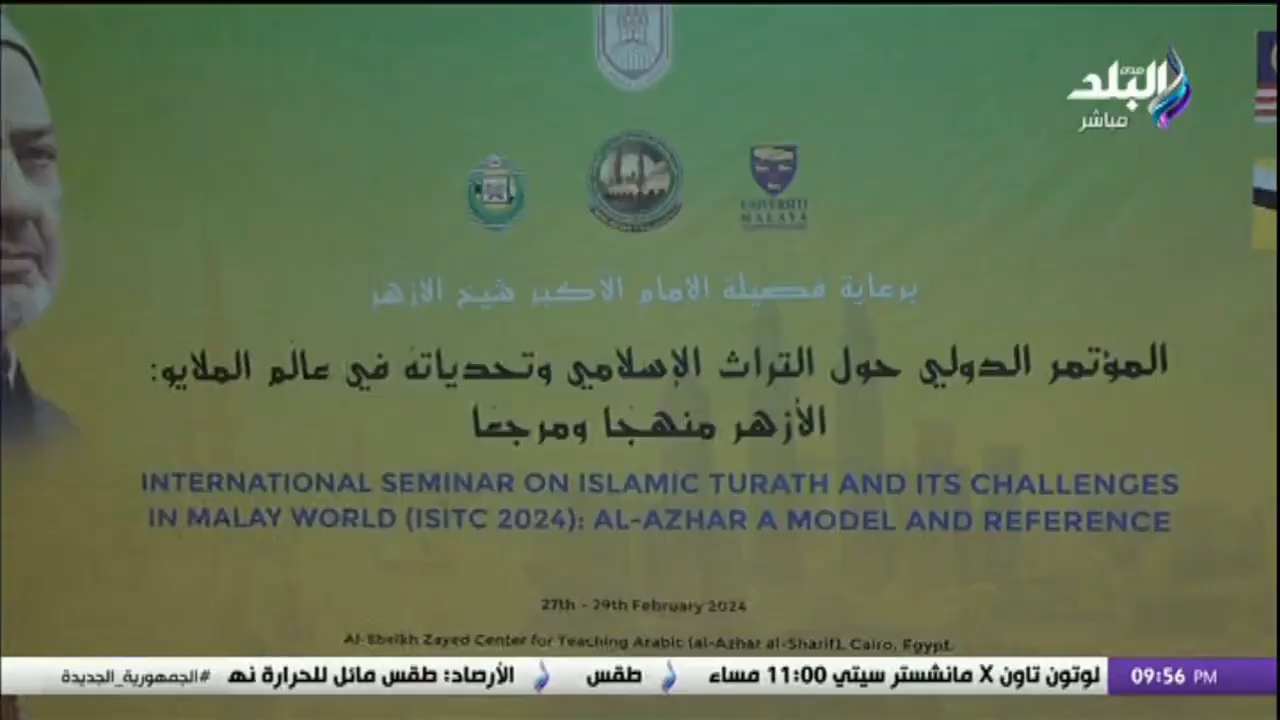 صدى
البلد
مباشر
UNIVERSITI
MALAYA
برعاية فضيلة الامام الأكبر شيخ الازهر
المؤتمر الدولي حول التراث الإسلامي وتحدياته في عالم الملايو:
الأزهر منهجا ومرجعا
INTERNATIONAL SEMINAR ON ISLAMIC TURATH AND ITS CHALLENGES
IN MALAY WORLD (ISITC 2024): AL-AZHAR A MODEL AND REFERENCE
27th - 29th February 2024
Al-Sheikh Zayed Center for Teaching Arabic (al-Azhar al-Sharif), Cairo, Egypt.
09:56 PM لوتون تاون X مانشستر سيتي 11:00 مساء طقس الأرصاد: طقس مائل للحرارة نه #الجمهورية_الجديدة